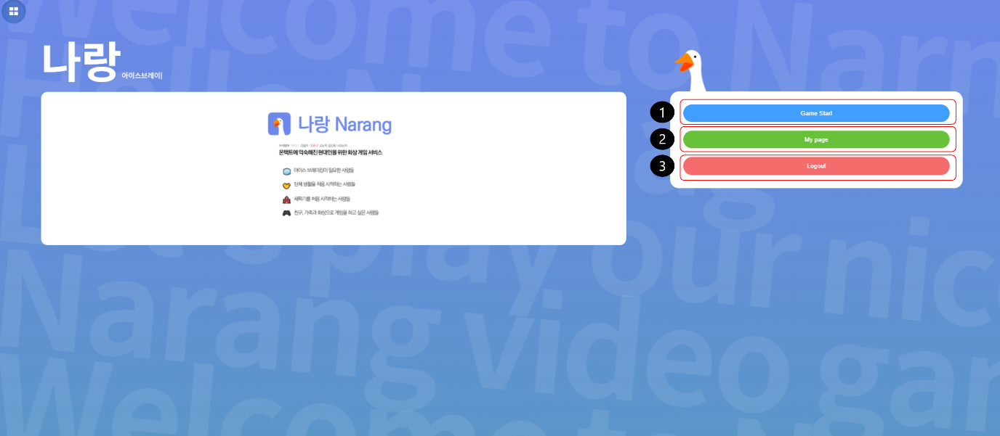 Welcome to Narn
Hello N
나랑 아이스브레이
나랑 Narang
온택트에 익숙해진 현대인을 위한 화상 게임 서비스
아이스 브레이킹이 필요한 사람들
단체 생활을 처음 시작하는 사람들
새학기를 처음 시작하는 사람들
친구, 가족과 화상으로 게임을 하고 싶은 사람들
1 Game Start
2 My page
3 Logout
Let's play your nic
Narang video gar
Welcome to N